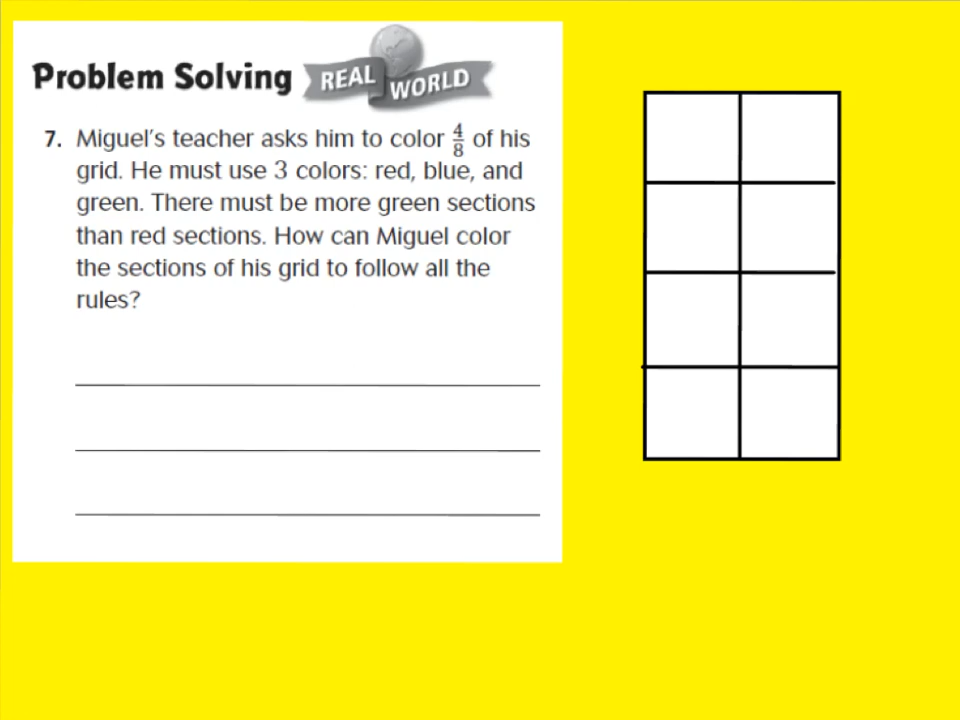 Problem Solving REAL WORLD
7. Miguel's teacher asks him to color 4/8 of his
grid. He must use 3 colors: red, blue, and
green. There must be more green sections
than red sections. How can Miguel color
the sections of his grid to follow all the
rules?